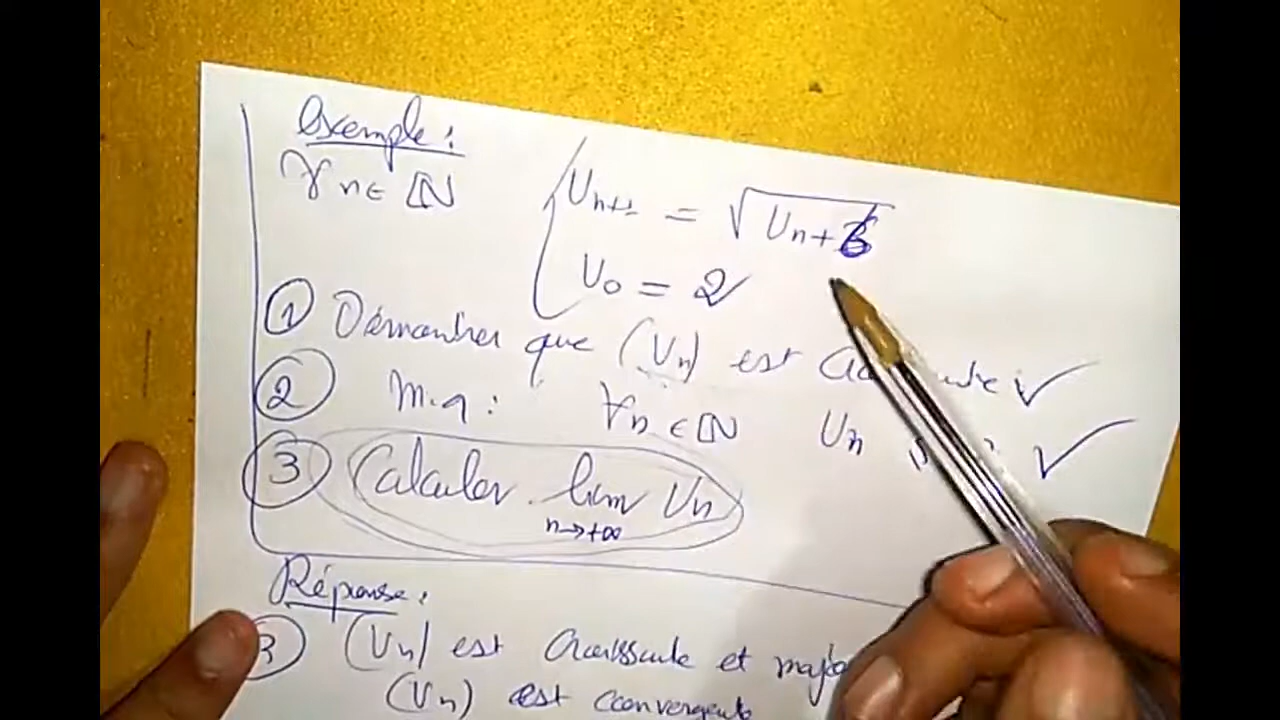 Exemple :
∀n∈ℕ
Uₙ₊₁ = √(Uₙ+6)
U₀ = 2
① Démontrer que (Uₙ) est
② M.q : ∀n∈ℕ Uₙ
③ Calculer lim Uₙ
n→+∞
Réponse :
③ (Uₙ) est croissante et
(Uₙ) est convergente